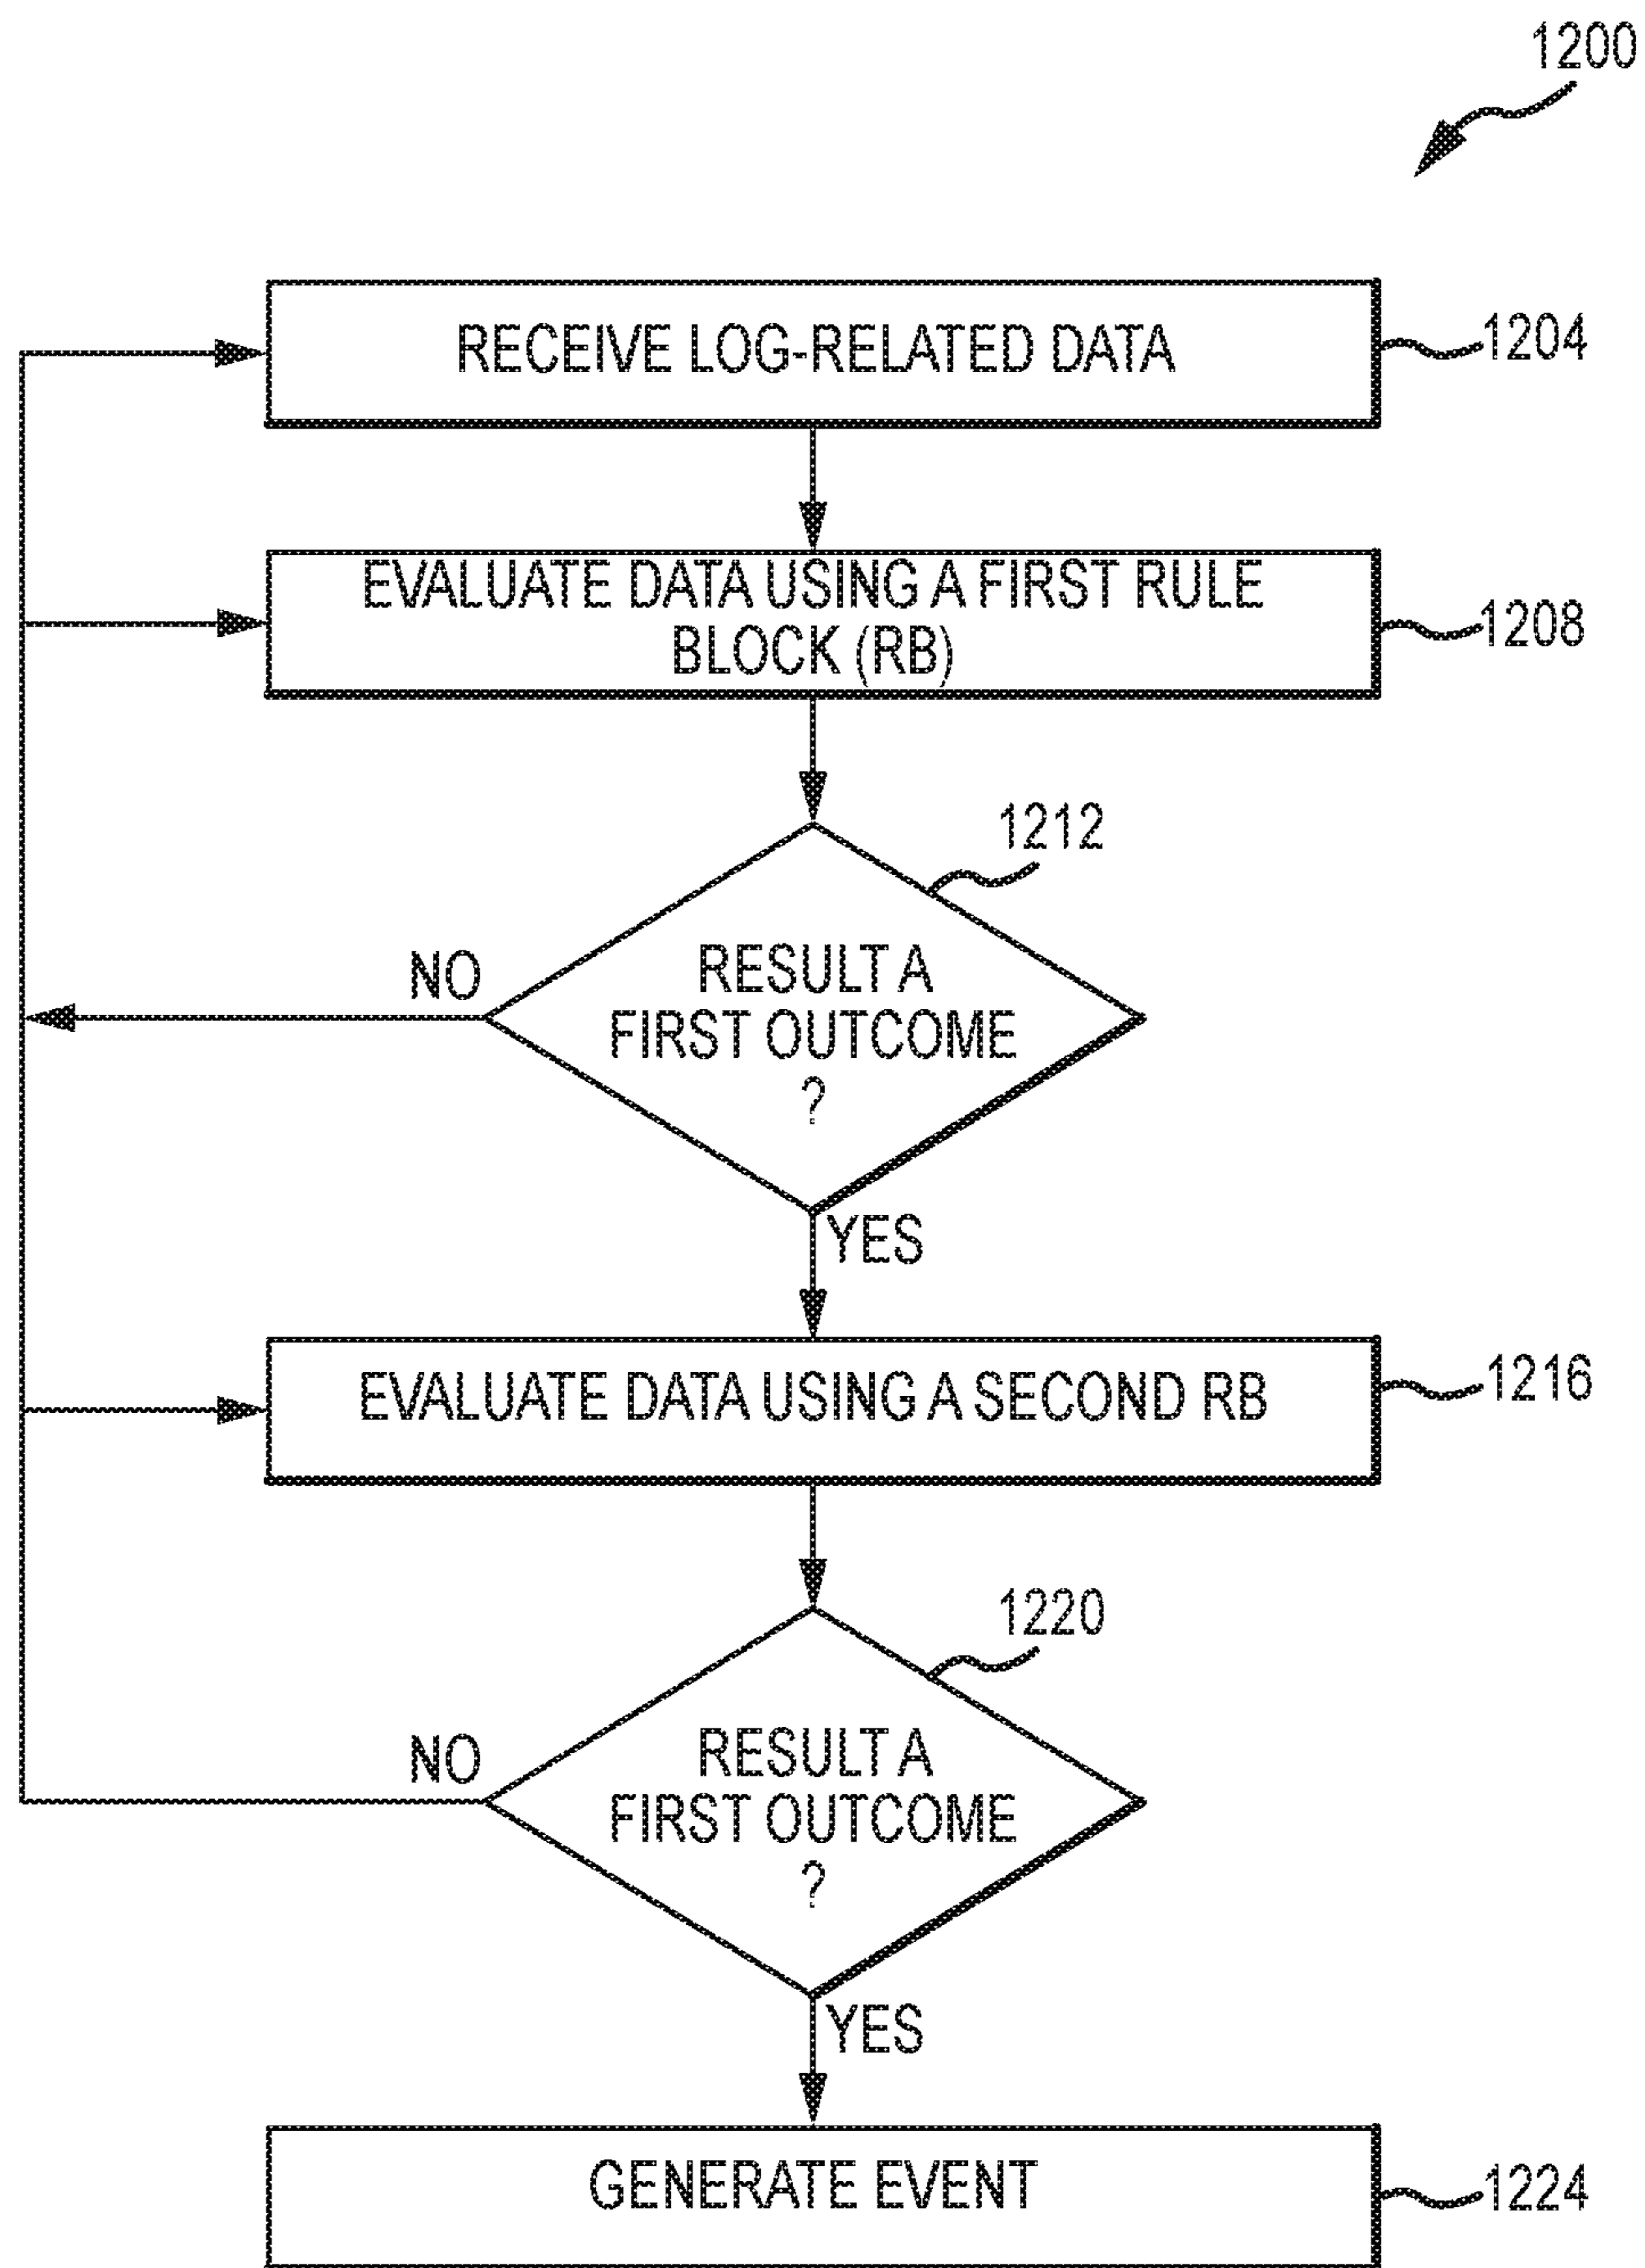 1200
RECEIVE LOG-RELATED DATA
1204
EVALUATE DATA USING A FIRST RULE
BLOCK (RB)
1208
1212
NO
RESULT A
FIRST OUTCOME
?
YES
EVALUATE DATA USING A SECOND RB
1216
1220
NO
RESULT A
FIRST OUTCOME
?
YES
GENERATE EVENT
1224